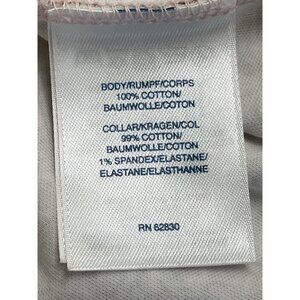 BODY/RUMPF/CORPS
100% COTTON/
BAUMWOLLE/COTON
COLLAR/KRAGEN/COL
99% COTTON/
BAUMWOLLE/COTON
1% SPANDEX/ELASTANE/
ELASTANE/ELASTHANNE
RN 62830